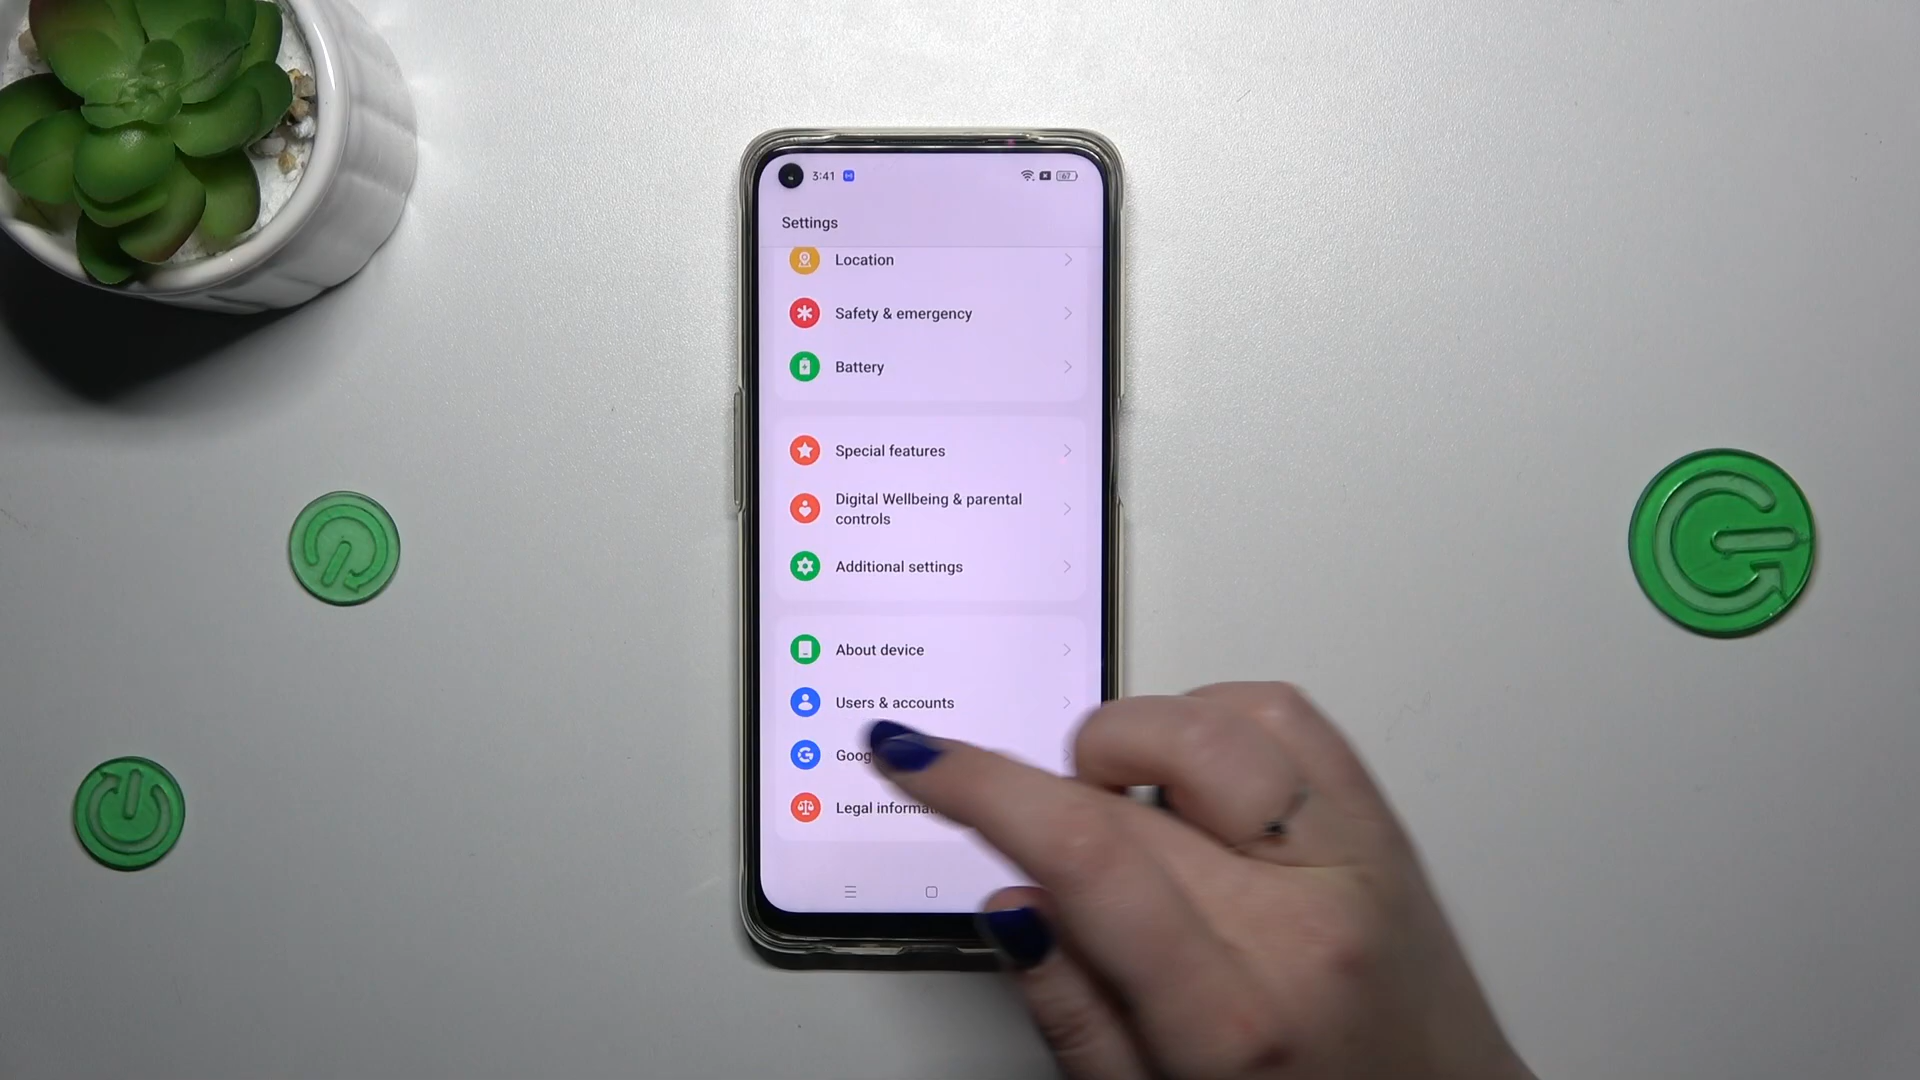 3:41
67
Settings
Location
Safety & emergency
Battery
Special features
Digital Wellbeing & parental
controls
Additional settings
About device
Users & accounts
Goog
Legal informa